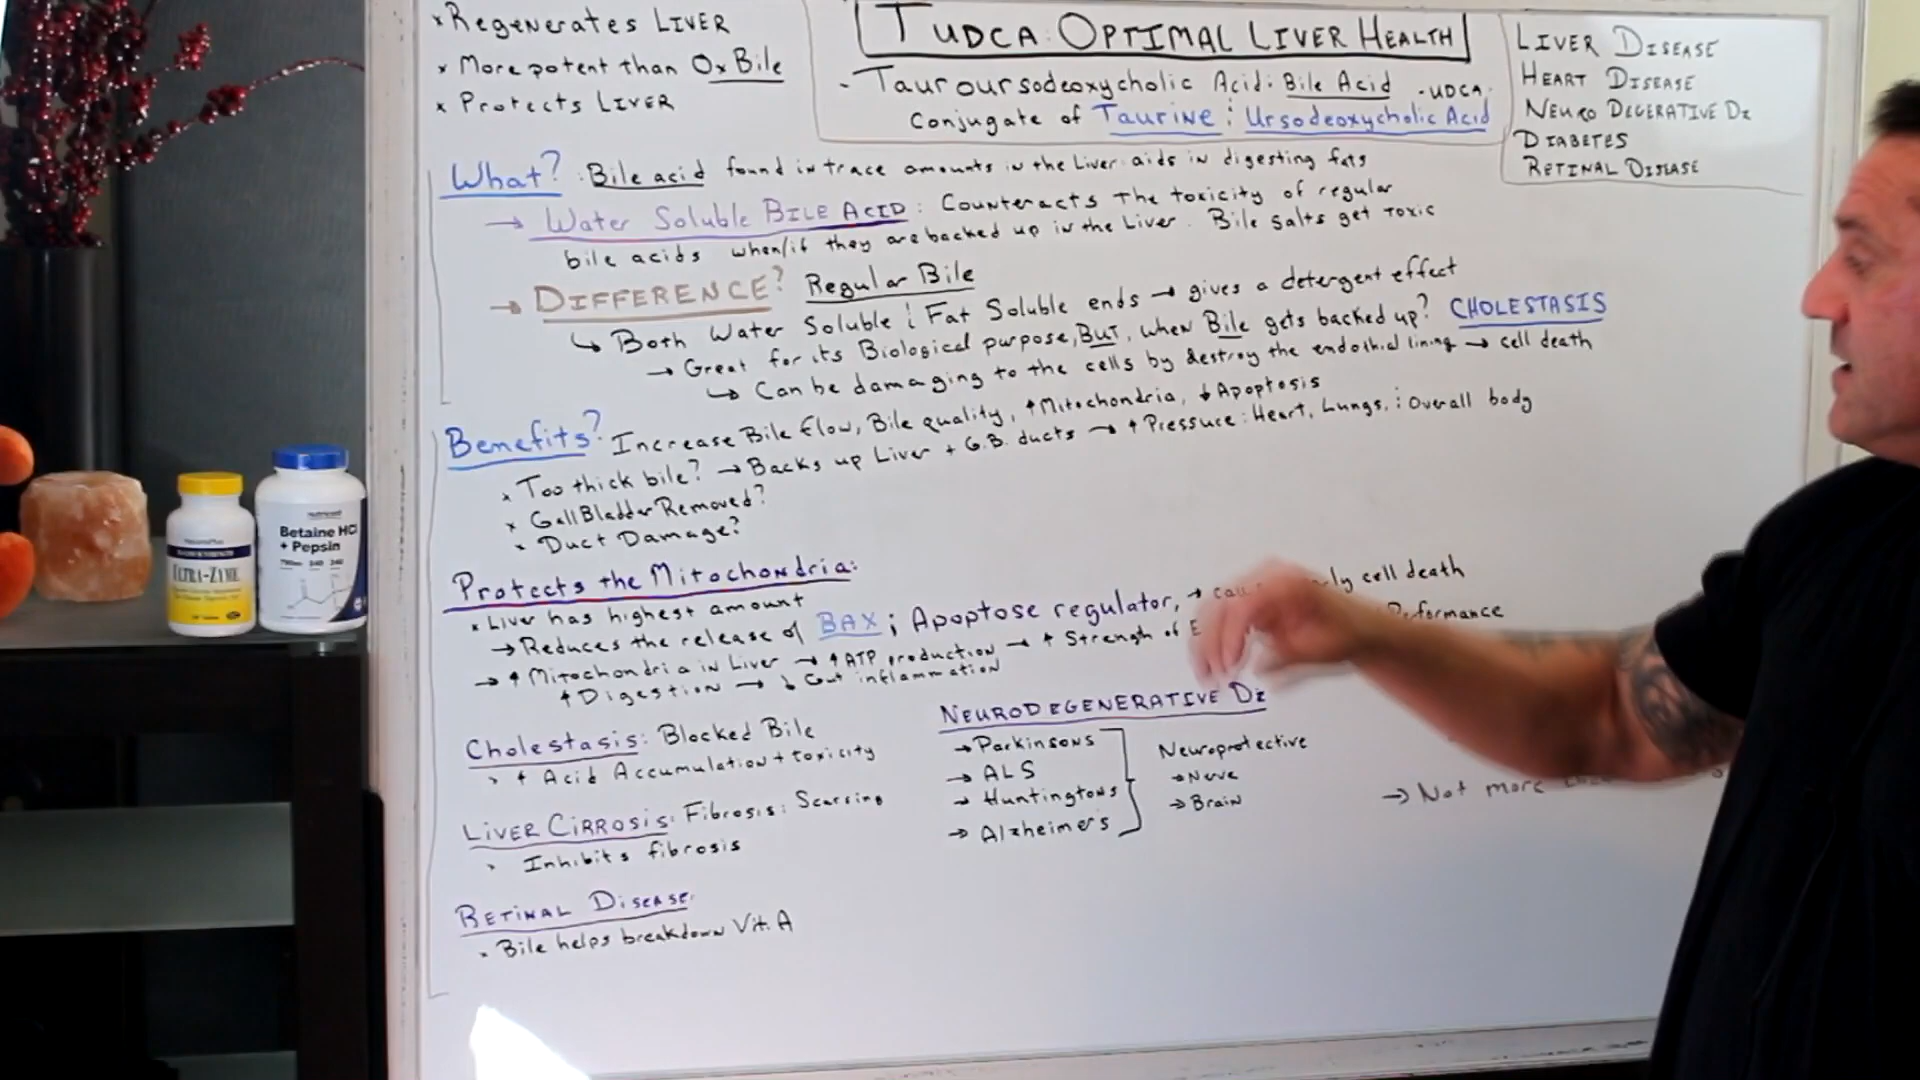 × Regenerates LIVER
× More potent than Ox Bile
× Protects LIVER
TUDCA: OPTIMAL LIVER HEALTH
- Tauroursodeoxycholic Acid: Bile Acid - UDCA
Conjugate of Taurine ; Ursodeoxycholic Acid
LIVER DISEASE
HEART DISEASE
NEURO DEGERATIVE Dz
DIABETES
RETINAL DISEASE
What? : Bile acid found in trace amounts in the Liver: aids in digesting fats
→ Water Soluble BILE ACID: Counteracts the toxicity of regular
bile acids when/if they are backed up in the Liver. Bile salts get toxic
→ DIFFERENCE? Regular Bile
↳ Both Water Soluble ; Fat Soluble ends → gives a detergent effect
→ Great for its Biological purpose, BUT, when Bile gets backed up? CHOLESTASIS
↳ Can be damaging to the cells by destroy the lining → cell death
Benefits? Increase Bile flow, Bile quality, ↑ Mitochondria, ↓ Apoptosis
× Too thick bile? → Backs up Liver + G.B. ducts → ↑ Pressure: Heart, Lungs, ; Overall body
× GallBladder Removed?
× Duct Damage?
Protects the Mitochondria:
× Liver has highest amount
→ Reduces the release of BAX ; Apoptose regulator, → cell death
→ ↑ Mitochondria in Liver → ↑ ATP production → ↑ Strength of
↑ Digestion → ↓ Gut inflammation
Cholestasis: Blocked Bile
↑ Acid Accumulation + toxicity
LIVER CIRROSIS: Fibrosis: Scarring
Inhibits fibrosis
RETINAL DISEASE:
× Bile helps breakdown Vit. A
NEURODEGENERATIVE Dz
→ Parkinsons
→ ALS
→ Huntingtons
→ Alzheimers
Neuroprotective
→ Nerve
→ Brain
→ Not more
ULTRA-ZYME
Betaine HCl
+ Pepsin